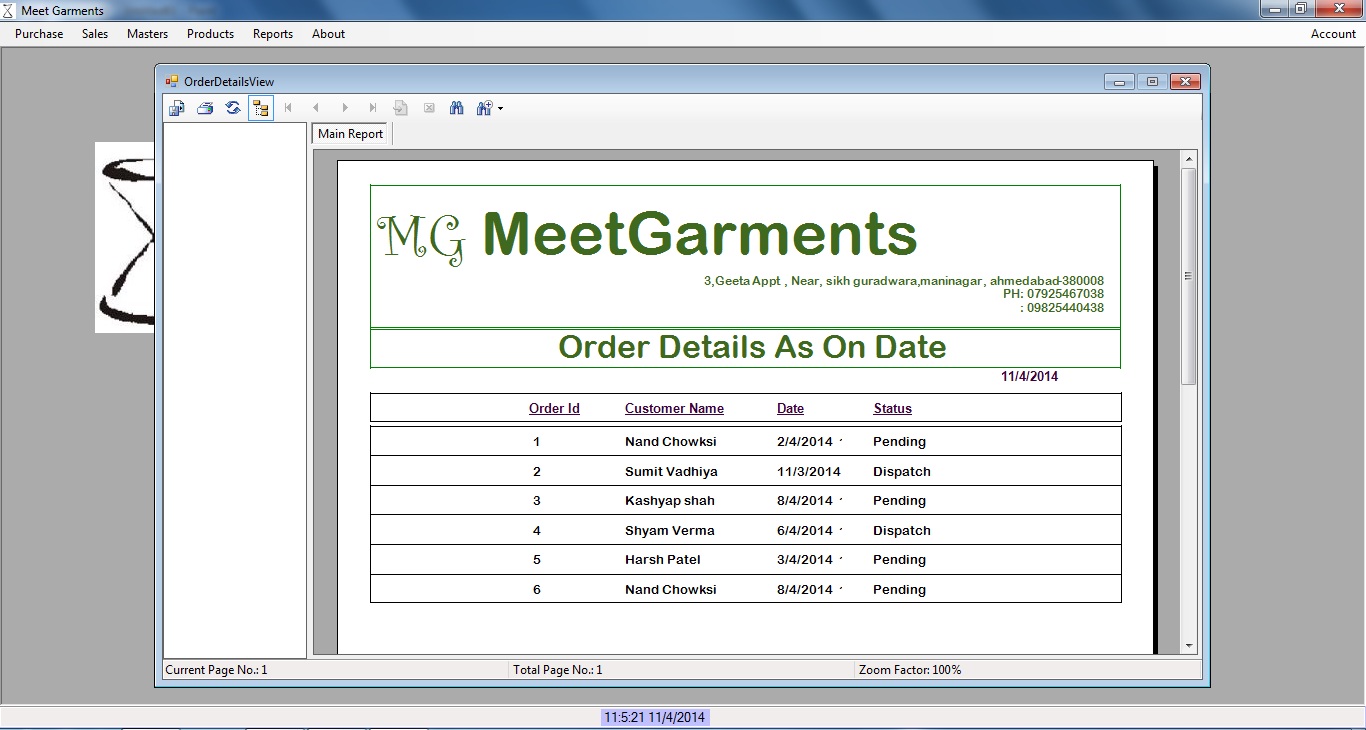 Meet Garments
Purchase Sales Masters Products Reports About Account
OrderDetailsView
Main Report
MG MeetGarments
3,Geeta Appt , Near, sikh guradwara,maninagar, ahmedabad-380008
PH: 07925467038
: 09825440438
Order Details As On Date
11/4/2014
Order Id Customer Name Date Status
1 Nand Chowksi 2/4/2014 Pending
2 Sumit Vadhiya 11/3/2014 Dispatch
3 Kashyap shah 8/4/2014 Pending
4 Shyam Verma 6/4/2014 Dispatch
5 Harsh Patel 3/4/2014 Pending
6 Nand Chowksi 8/4/2014 Pending
Current Page No.: 1 Total Page No.: 1 Zoom Factor: 100%
11:5:21 11/4/2014